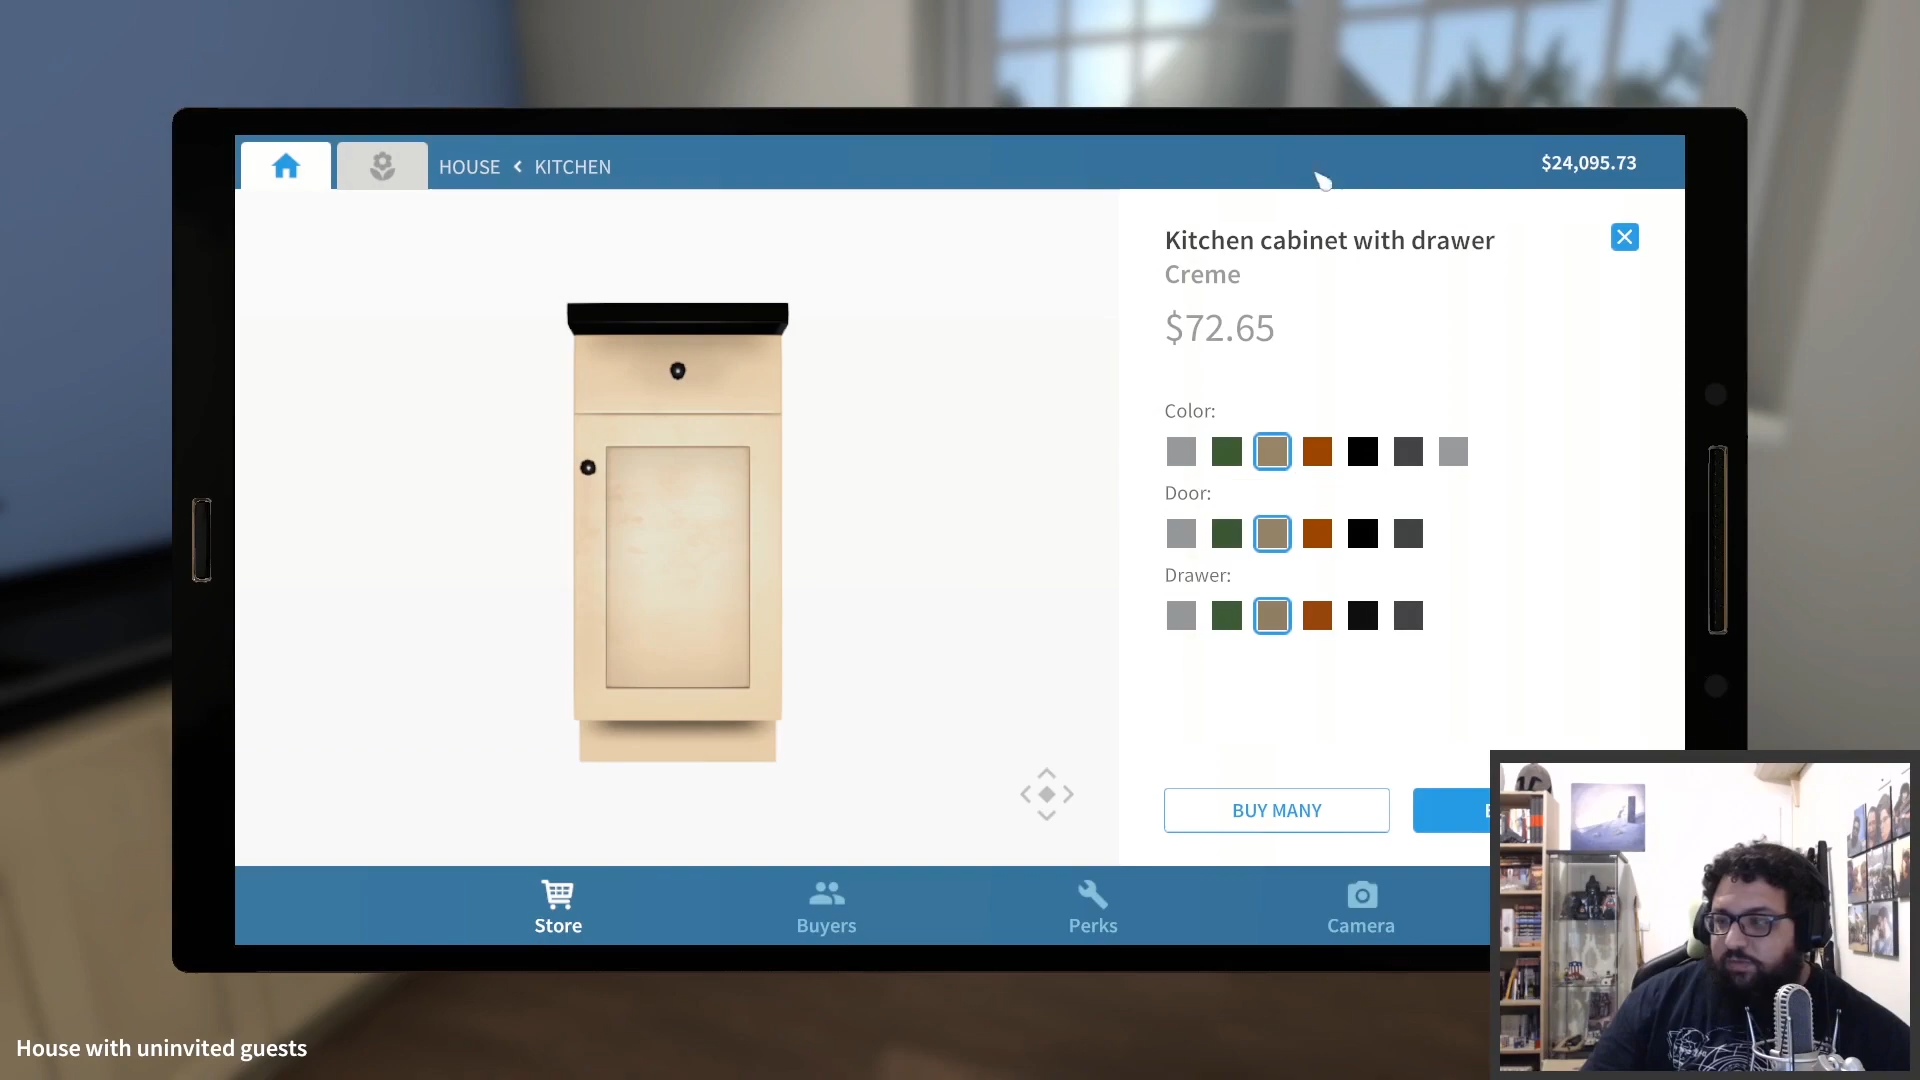 HOUSE < KITCHEN
$24,095.73
Kitchen cabinet with drawer
Creme
$72.65
Color:
Door:
Drawer:
BUY MANY
Store
Buyers
Perks
Camera
House with uninvited guests